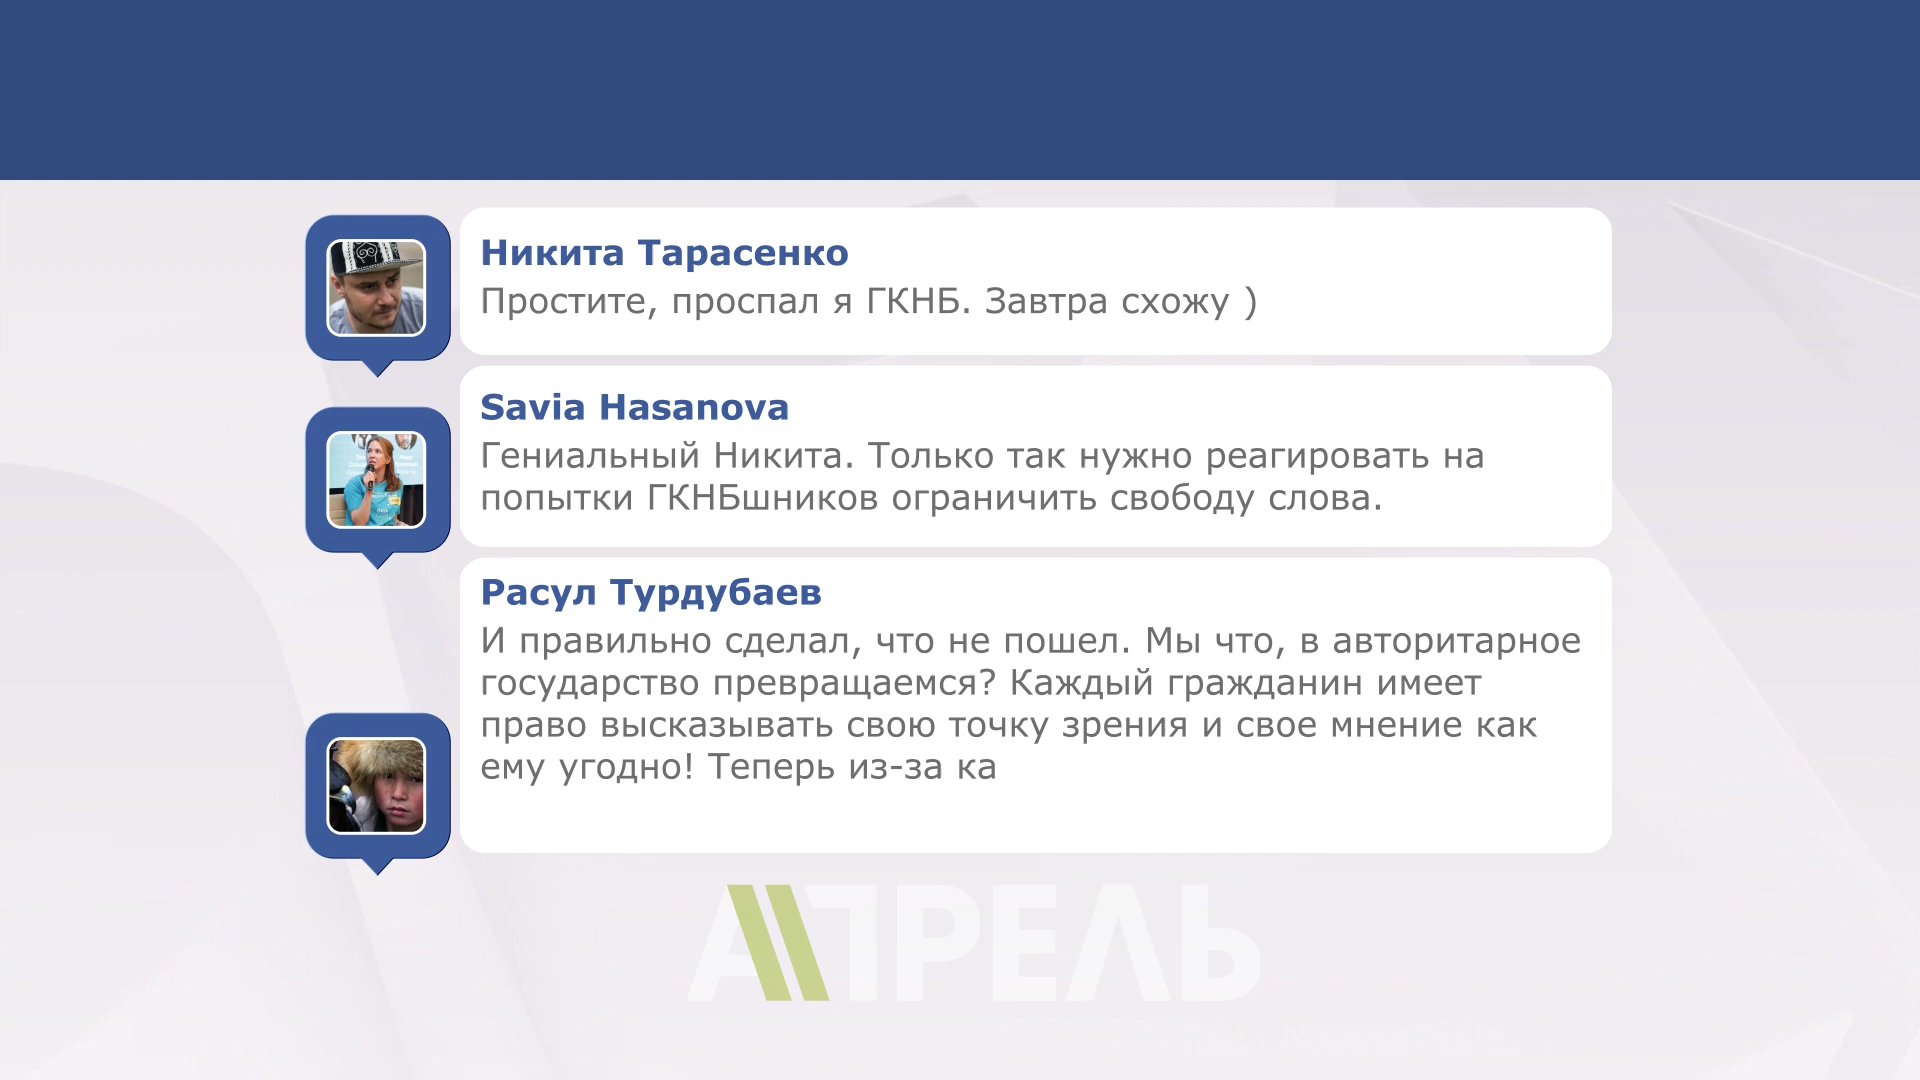 Никита Тарасенко
Простите, проспал я ГКНБ. Завтра схожу )
Savia Hasanova
Гениальный Никита. Только так нужно реагировать на
попытки ГКНБшников ограничить свободу слова.
Расул Турдубаев
И правильно сделал, что не пошел. Мы что, в авторитарное
государство превращаемся? Каждый гражданин имеет
право высказывать свою точку зрения и свое мнение как
ему угодно! Теперь из-за ка
АПРЕЛЬ